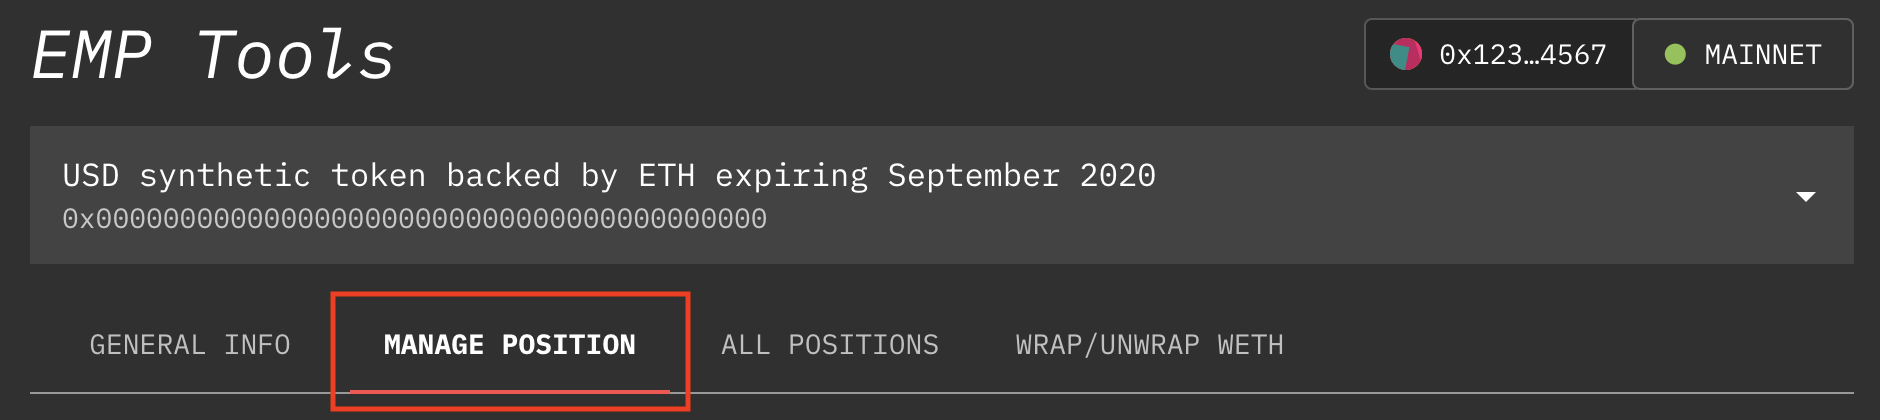 EMP Tools
0x123…4567
MAINNET
USD synthetic token backed by ETH expiring September 2020
0x0000000000000000000000000000000000000000
GENERAL INFO
MANAGE POSITION
ALL POSITIONS
WRAP/UNWRAP WETH